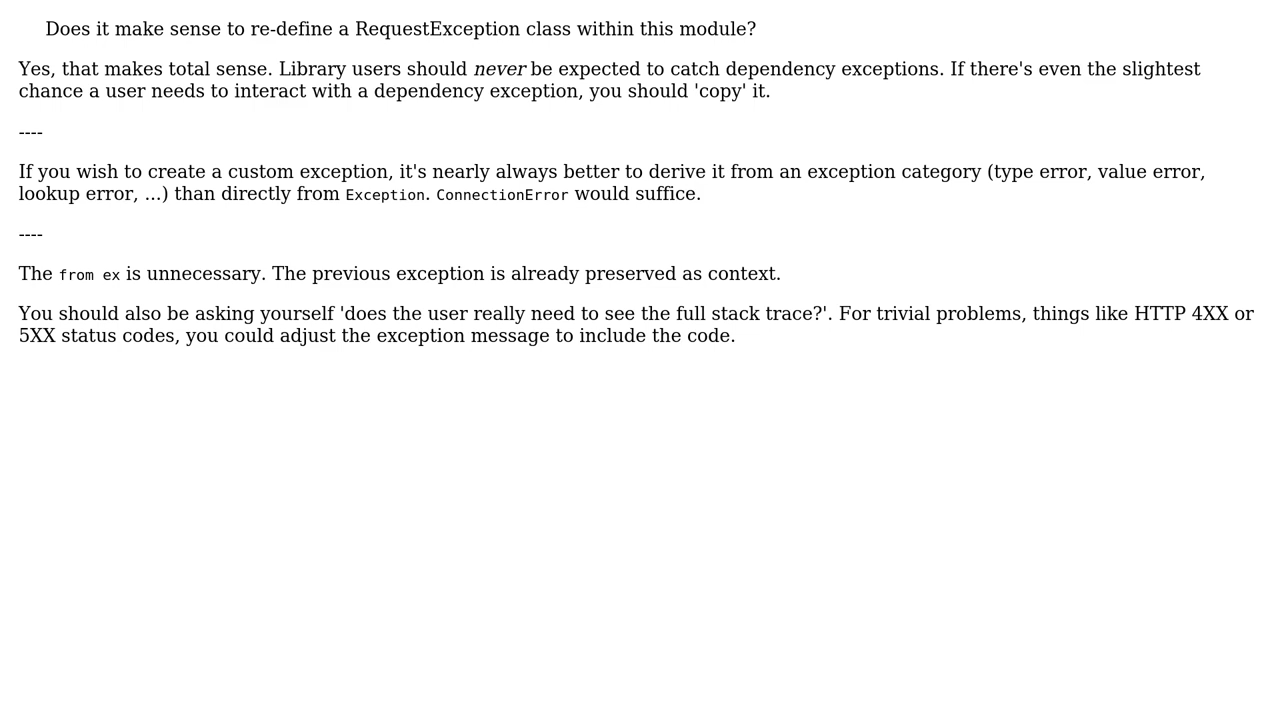 Does it make sense to re-define a RequestException class within this module?
Yes, that makes total sense. Library users should never be expected to catch dependency exceptions. If there's even the slightest
chance a user needs to interact with a dependency exception, you should 'copy' it.
----
If you wish to create a custom exception, it's nearly always better to derive it from an exception category (type error, value error,
lookup error, ...) than directly from Exception. ConnectionError would suffice.
----
The from ex is unnecessary. The previous exception is already preserved as context.
You should also be asking yourself 'does the user really need to see the full stack trace?'. For trivial problems, things like HTTP 4XX or
5XX status codes, you could adjust the exception message to include the code.